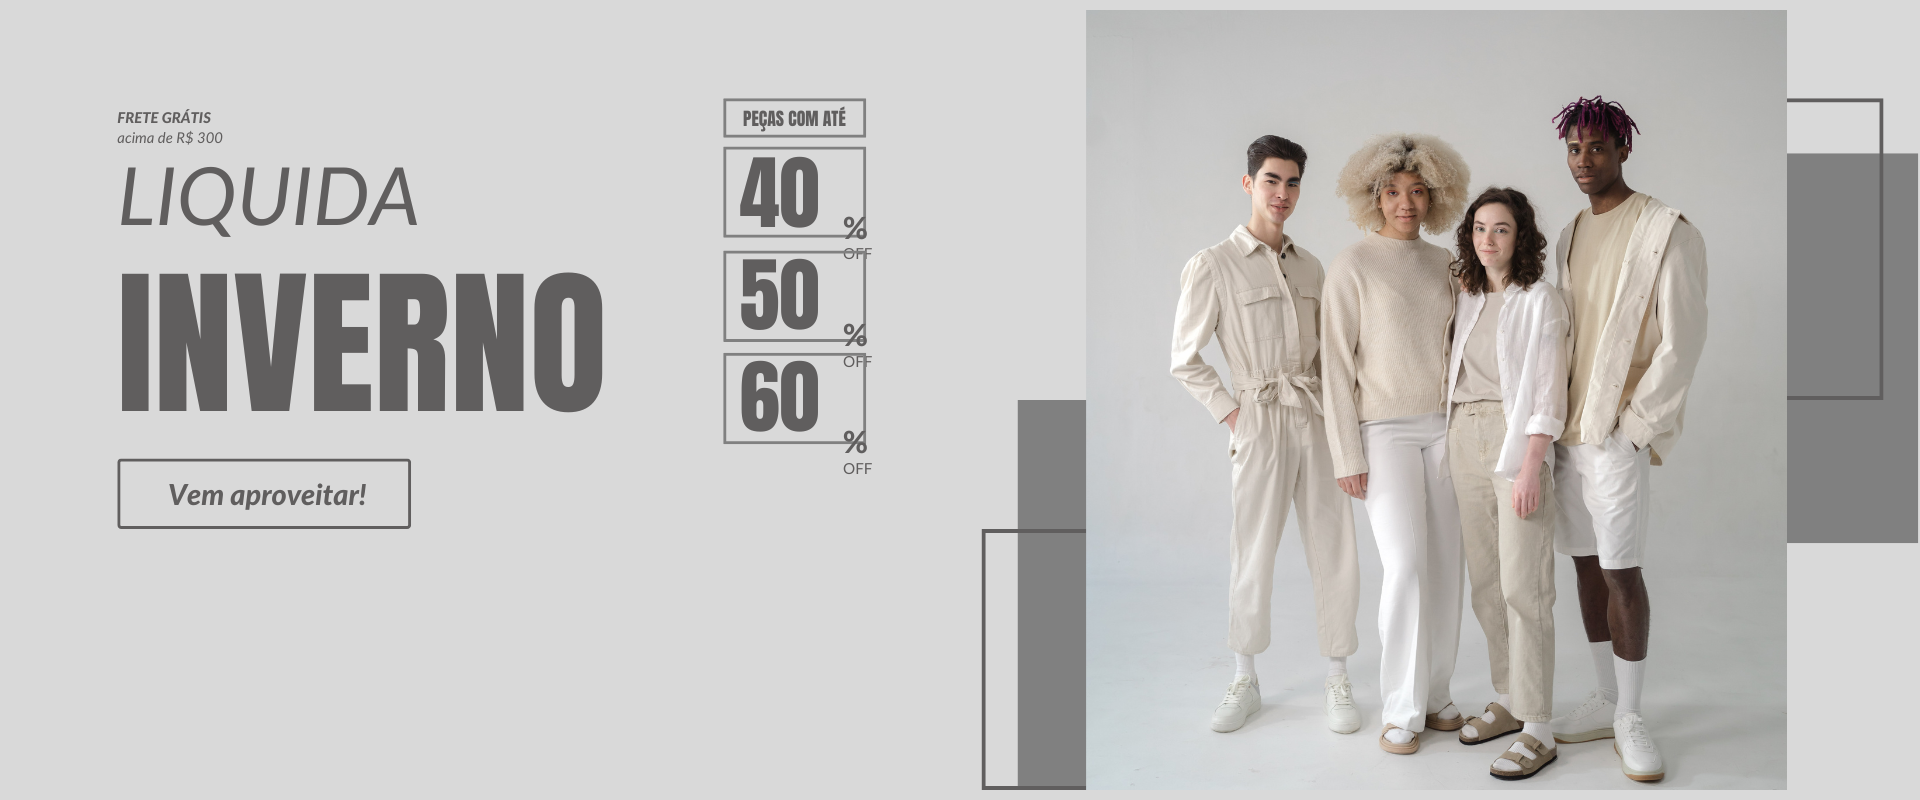 FRETE GRÁTIS
acima de R$ 300
LIQUIDA
INVERNO
Vem aproveitar!
PEÇAS COM ATÉ
40
%
OFF
50
%
OFF
60
%
OFF